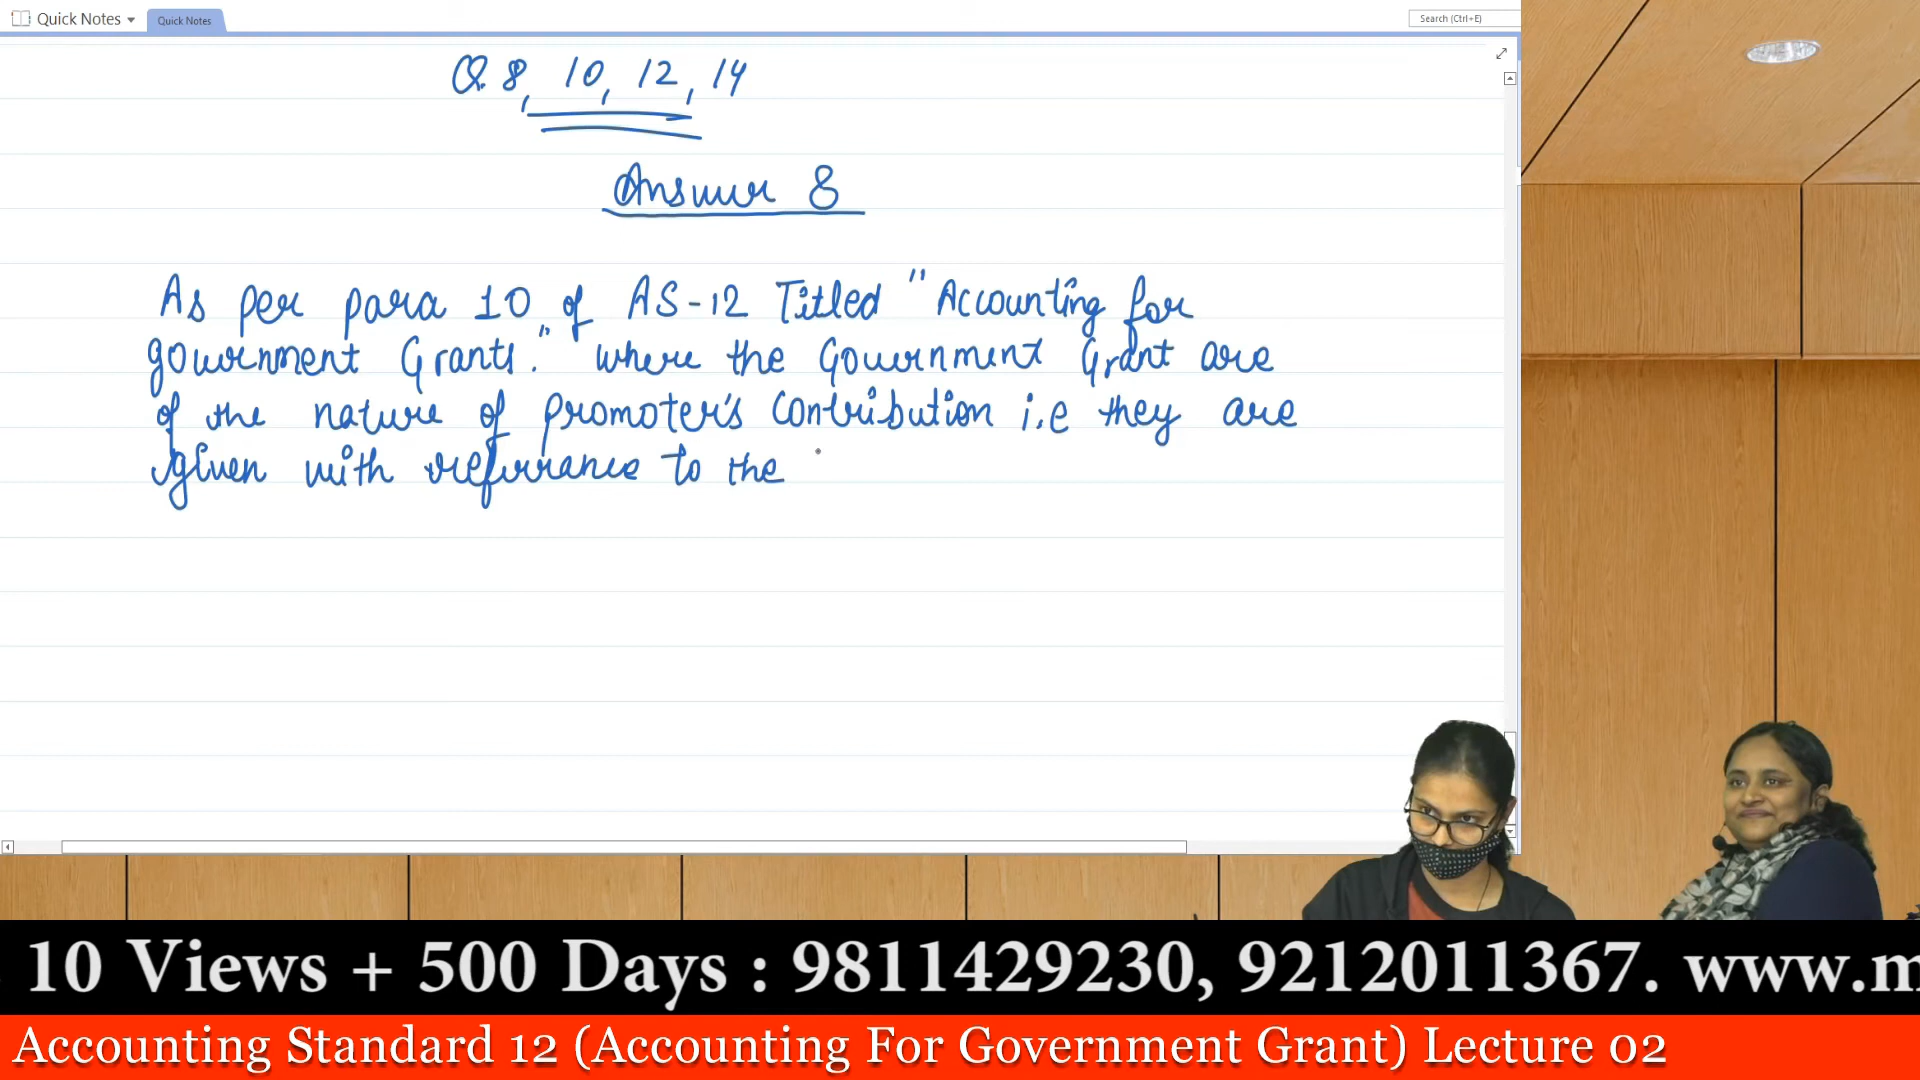 Quick Notes
Quick Notes
Search (Ctrl+E)
Q. 8, 10, 12, 14
Answer 8
As per para 10 of AS-12 Titled "Accounting for
government Grants." where the Government Grant are
of the nature of promoter's contribution i.e they are
given with referrance to the
10 Views + 500 Days : 9811429230, 9212011367. www.m
Accounting Standard 12 (Accounting For Government Grant) Lecture 02